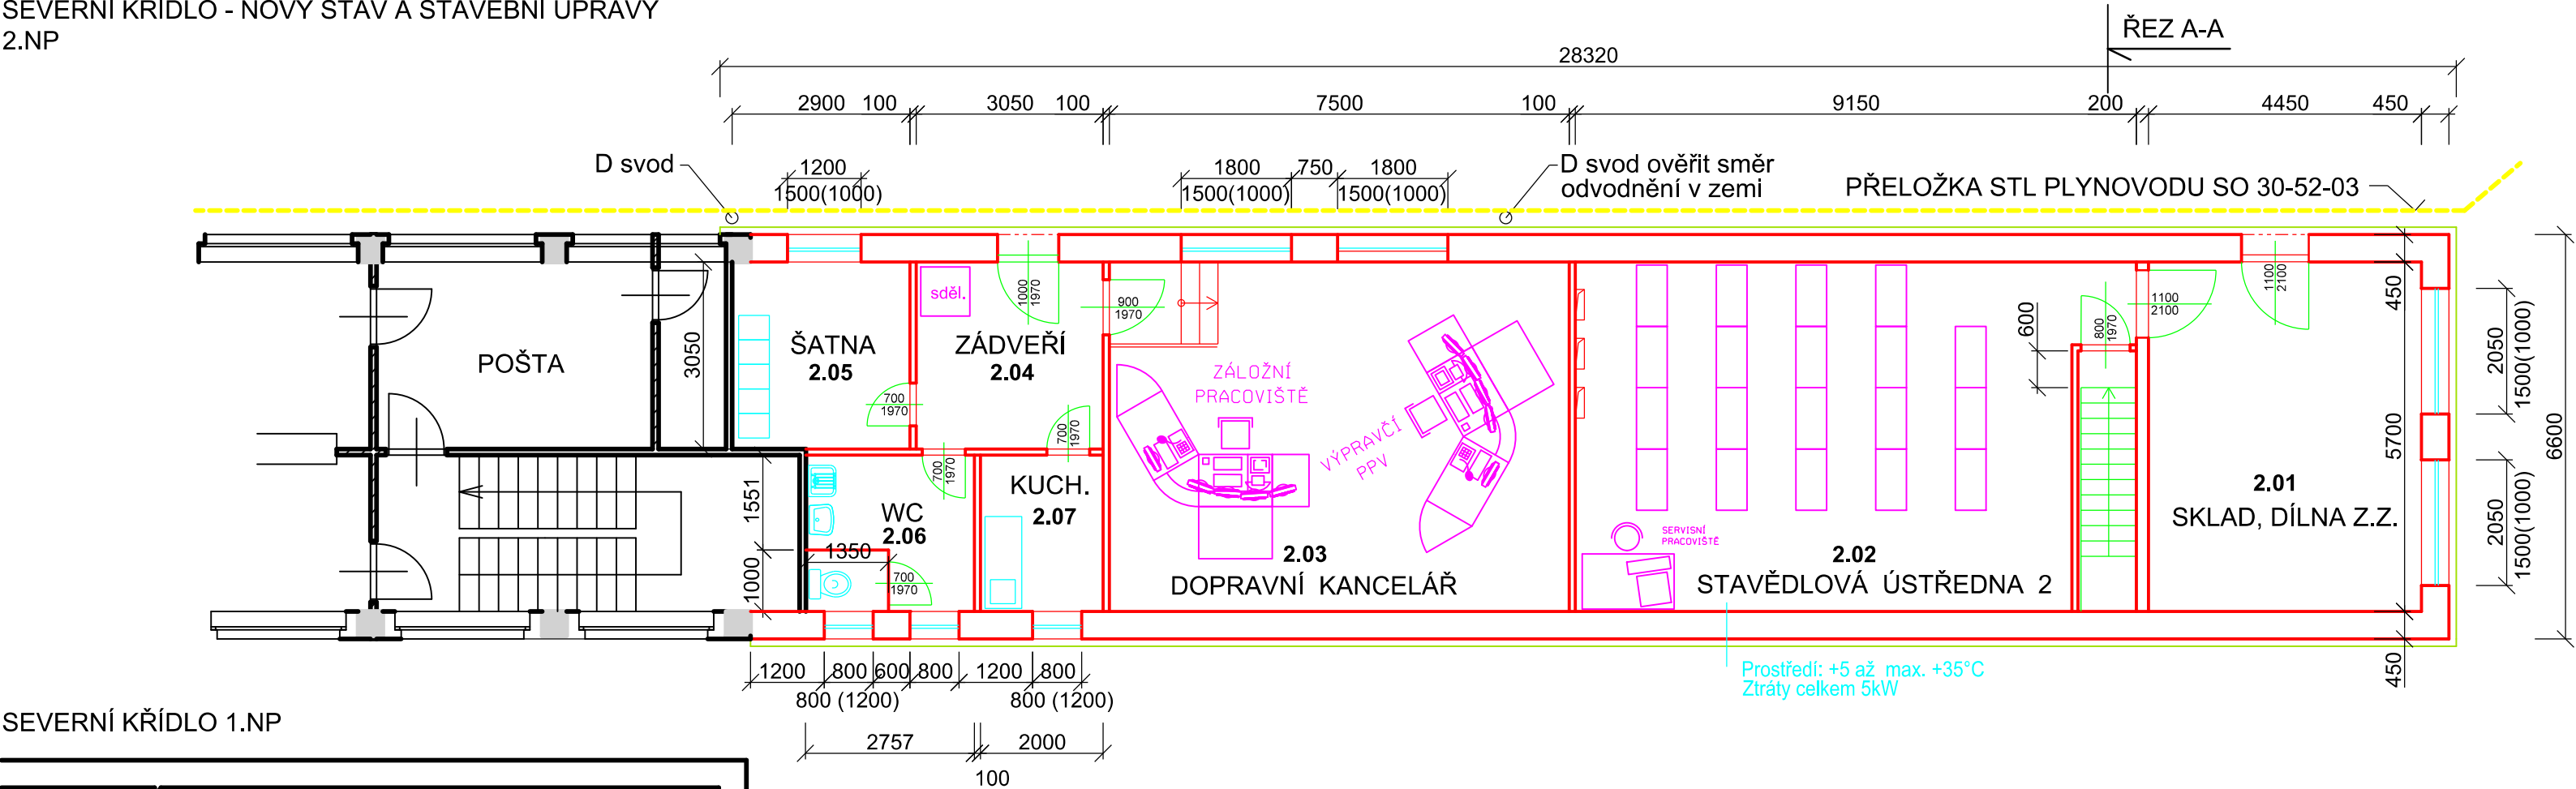 SEVERNÍ KŘÍDLO - NOVÝ STAV A STAVEBNÍ ÚPRAVY
2.NP
ŘEZ A-A
28320
2900 100 3050 100 7500 100 9150 200 4450 450
D svod
1200
1500(1000)
1800 750 1800
1500(1000) 1500(1000)
D svod ověřit směr
odvodnění v zemi
PŘELOŽKA STL PLYNOVODU SO 30-52-03
POŠTA
3050
ŠATNA
2.05
700
1970
sděl.
ZÁDVEŘÍ
2.04
1000
1970
900
1970
700
1970
700
1970
1551
1000
WC
2.06
1350
700
1970
KUCH.
2.07
ZÁLOŽNÍ
PRACOVIŠTĚ
VÝPRAVČÍ
PPV
2.03
DOPRAVNÍ KANCELÁŘ
SERVISNÍ
PRACOVIŠTĚ
2.02
STAVĚDLOVÁ ÚSTŘEDNA 2
600
800
1970
1100
2100
1100
2100
2.01
SKLAD, DÍLNA Z.Z.
450
5700
450
2050
1500(1000)
2050
1500(1000)
6600
Prostředí: +5 až max. +35°C
Ztráty celkem 5kW
1200 800 600 800 1200 800
800 (1200) 800 (1200)
2757 2000
100
SEVERNÍ KŘÍDLO 1.NP